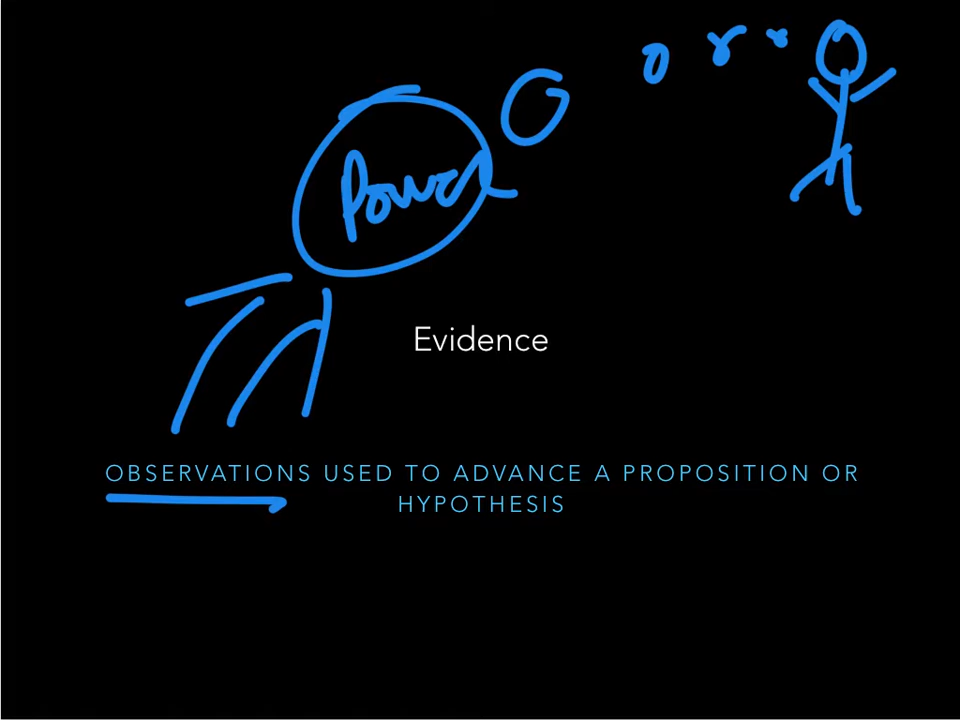 Power
Evidence
OBSERVATIONS USED TO ADVANCE A PROPOSITION OR
HYPOTHESIS